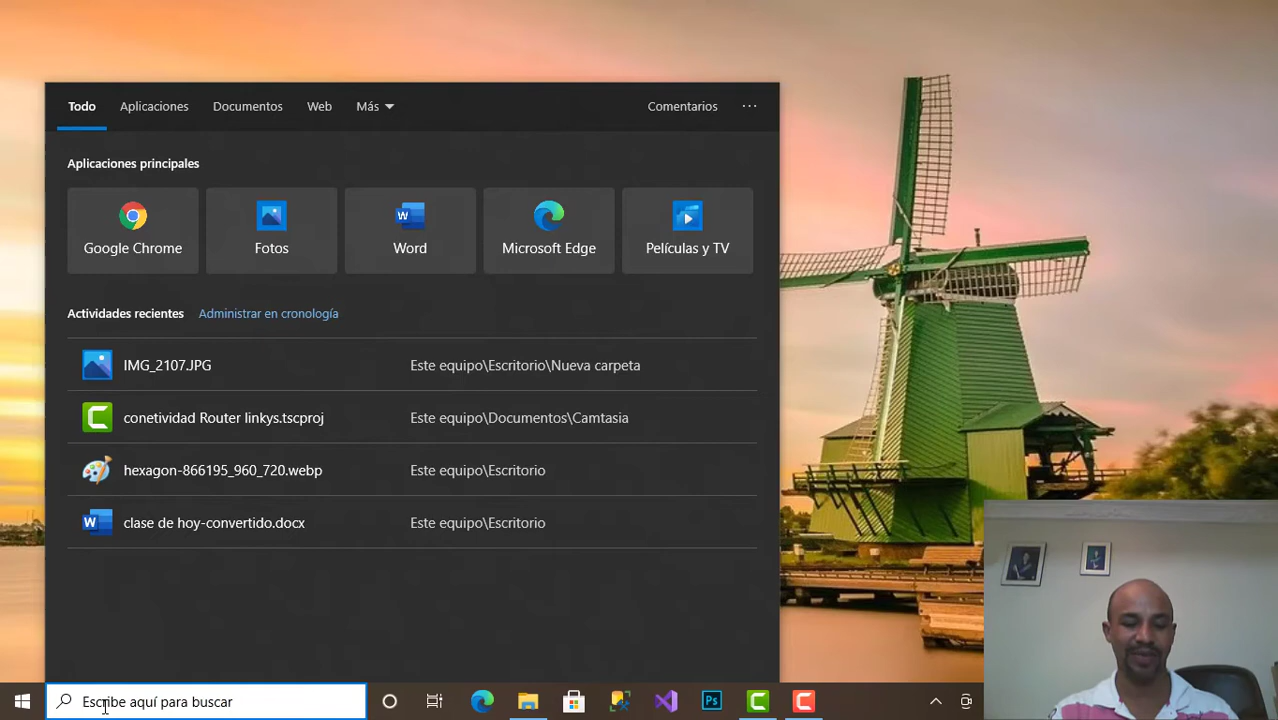 Todo Aplicaciones Documentos Web Más Comentarios ...
Aplicaciones principales
Google Chrome Fotos Word Microsoft Edge Películas y TV
Actividades recientes Administrar en cronología
IMG_2107.JPG Este equipo\Escritorio\Nueva carpeta
conetividad Router linkys.tscproj Este equipo\Documentos\Camtasia
hexagon-866195_960_720.webp Este equipo\Escritorio
clase de hoy-convertido.docx Este equipo\Escritorio
Escribe aquí para buscar
Ps